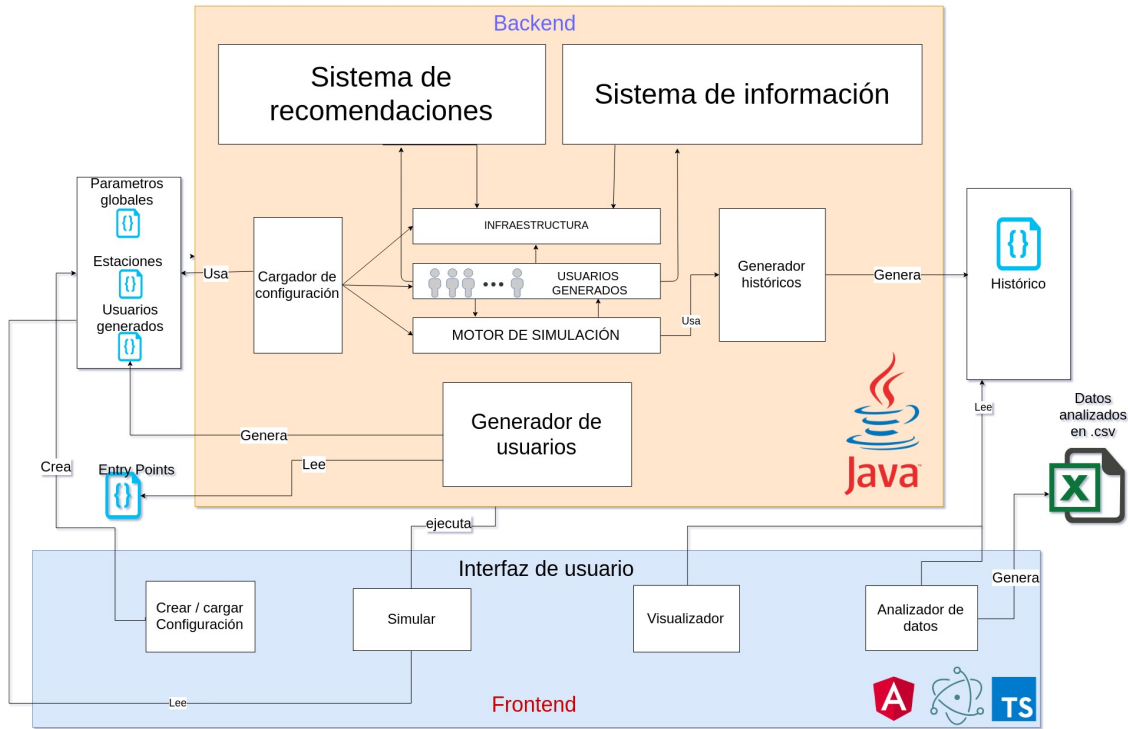 Backend
Sistema de
recomendaciones
Sistema de información
Parametros
globales
{}
Estaciones
{}
Usuarios
generados
{}
Usa
Cargador de
configuración
INFRAESTRUCTURA
USUARIOS
GENERADOS
MOTOR DE SIMULACIÓN
Usa
Generador
históricos
Genera
{}
Histórico
Generador de
usuarios
Genera
Lee
Java
Lee
Datos
analizados
en .csv
X
Crea
Entry Points
{}
ejecuta
Interfaz de usuario
Crear / cargar
Configuración
Simular
Visualizador
Analizador de
datos
Genera
Lee
Frontend
A
TS